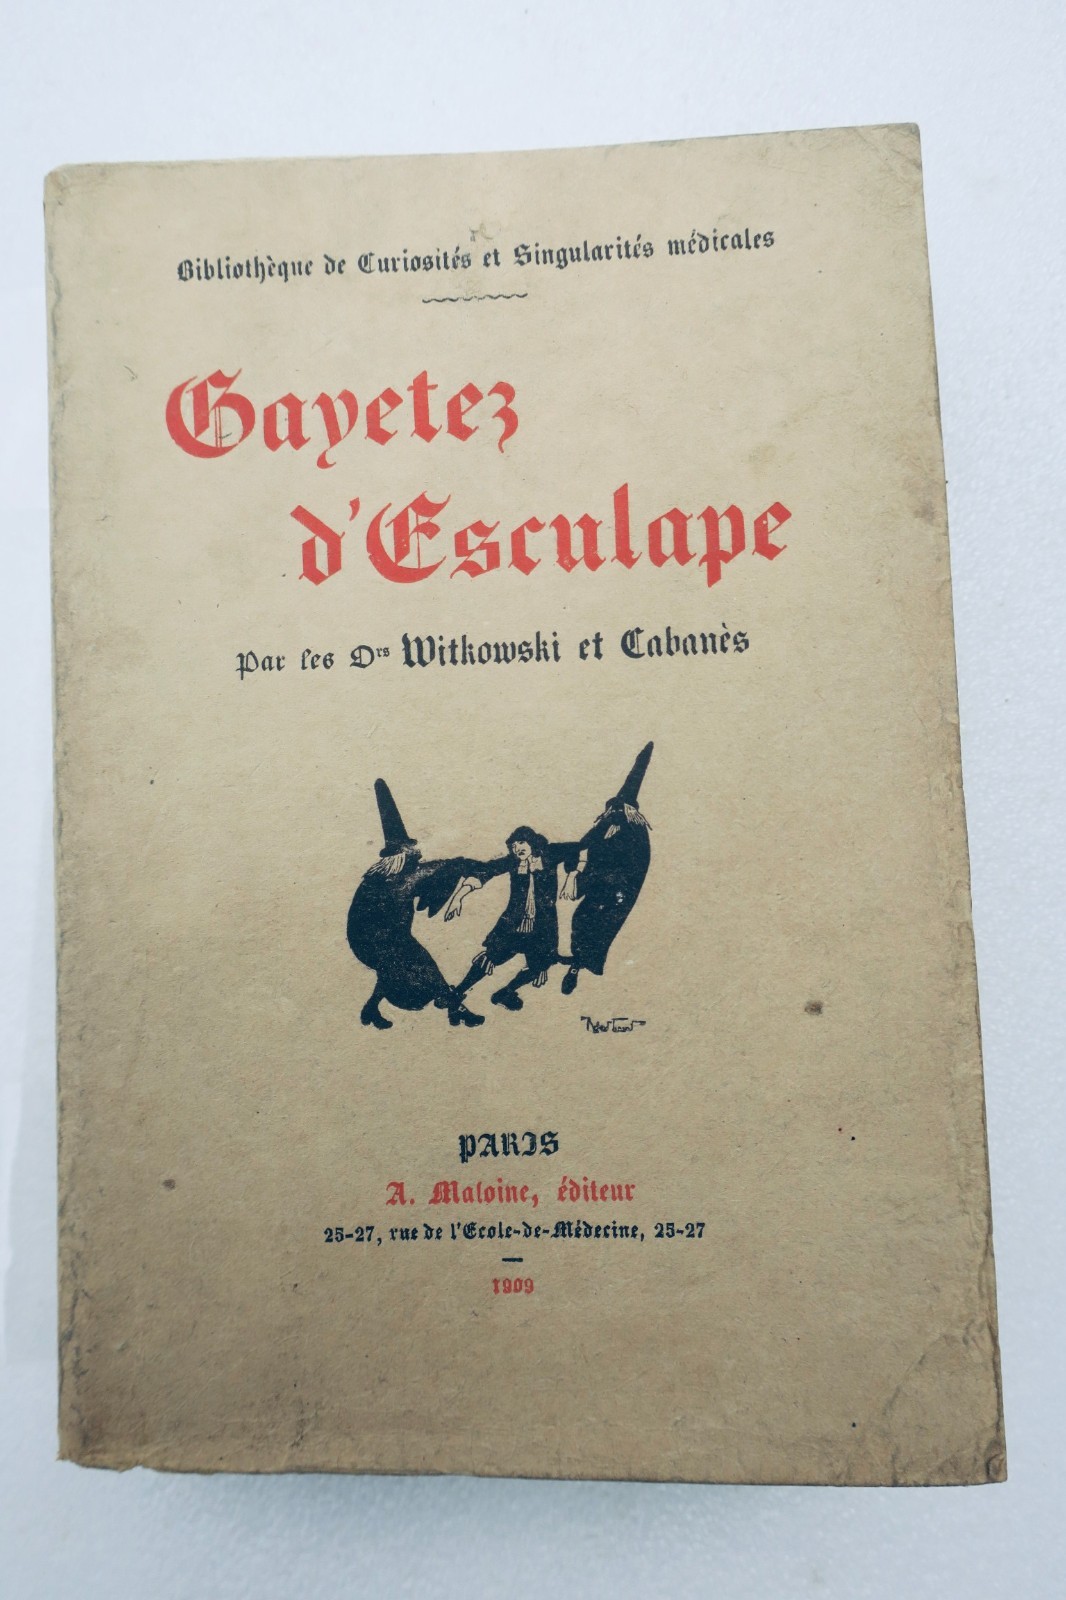 Bibliothèque de Curiosités et Singularités médicales
Gayetez
d'Esculape
Par les Drs Witkowski et Cabanès
PARIS
A. Maloine, éditeur
25-27, rue de l'Ecole-de-Médecine, 25-27
1909